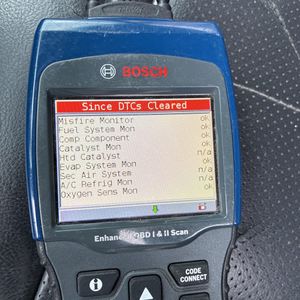 BOSCH
Since DTCs Cleared
Misfire Monitor ok
Fuel System Mon ok
Comp Component ok
Catalyst Mon ok
Htd Catalyst n/a
Evap System Mon ok
Sec Air System n/a
A/C Refrig Mon n/a
Oxygen Sens Mon ok
Enhanced OBD I & II Scan
CODE
CONNECT